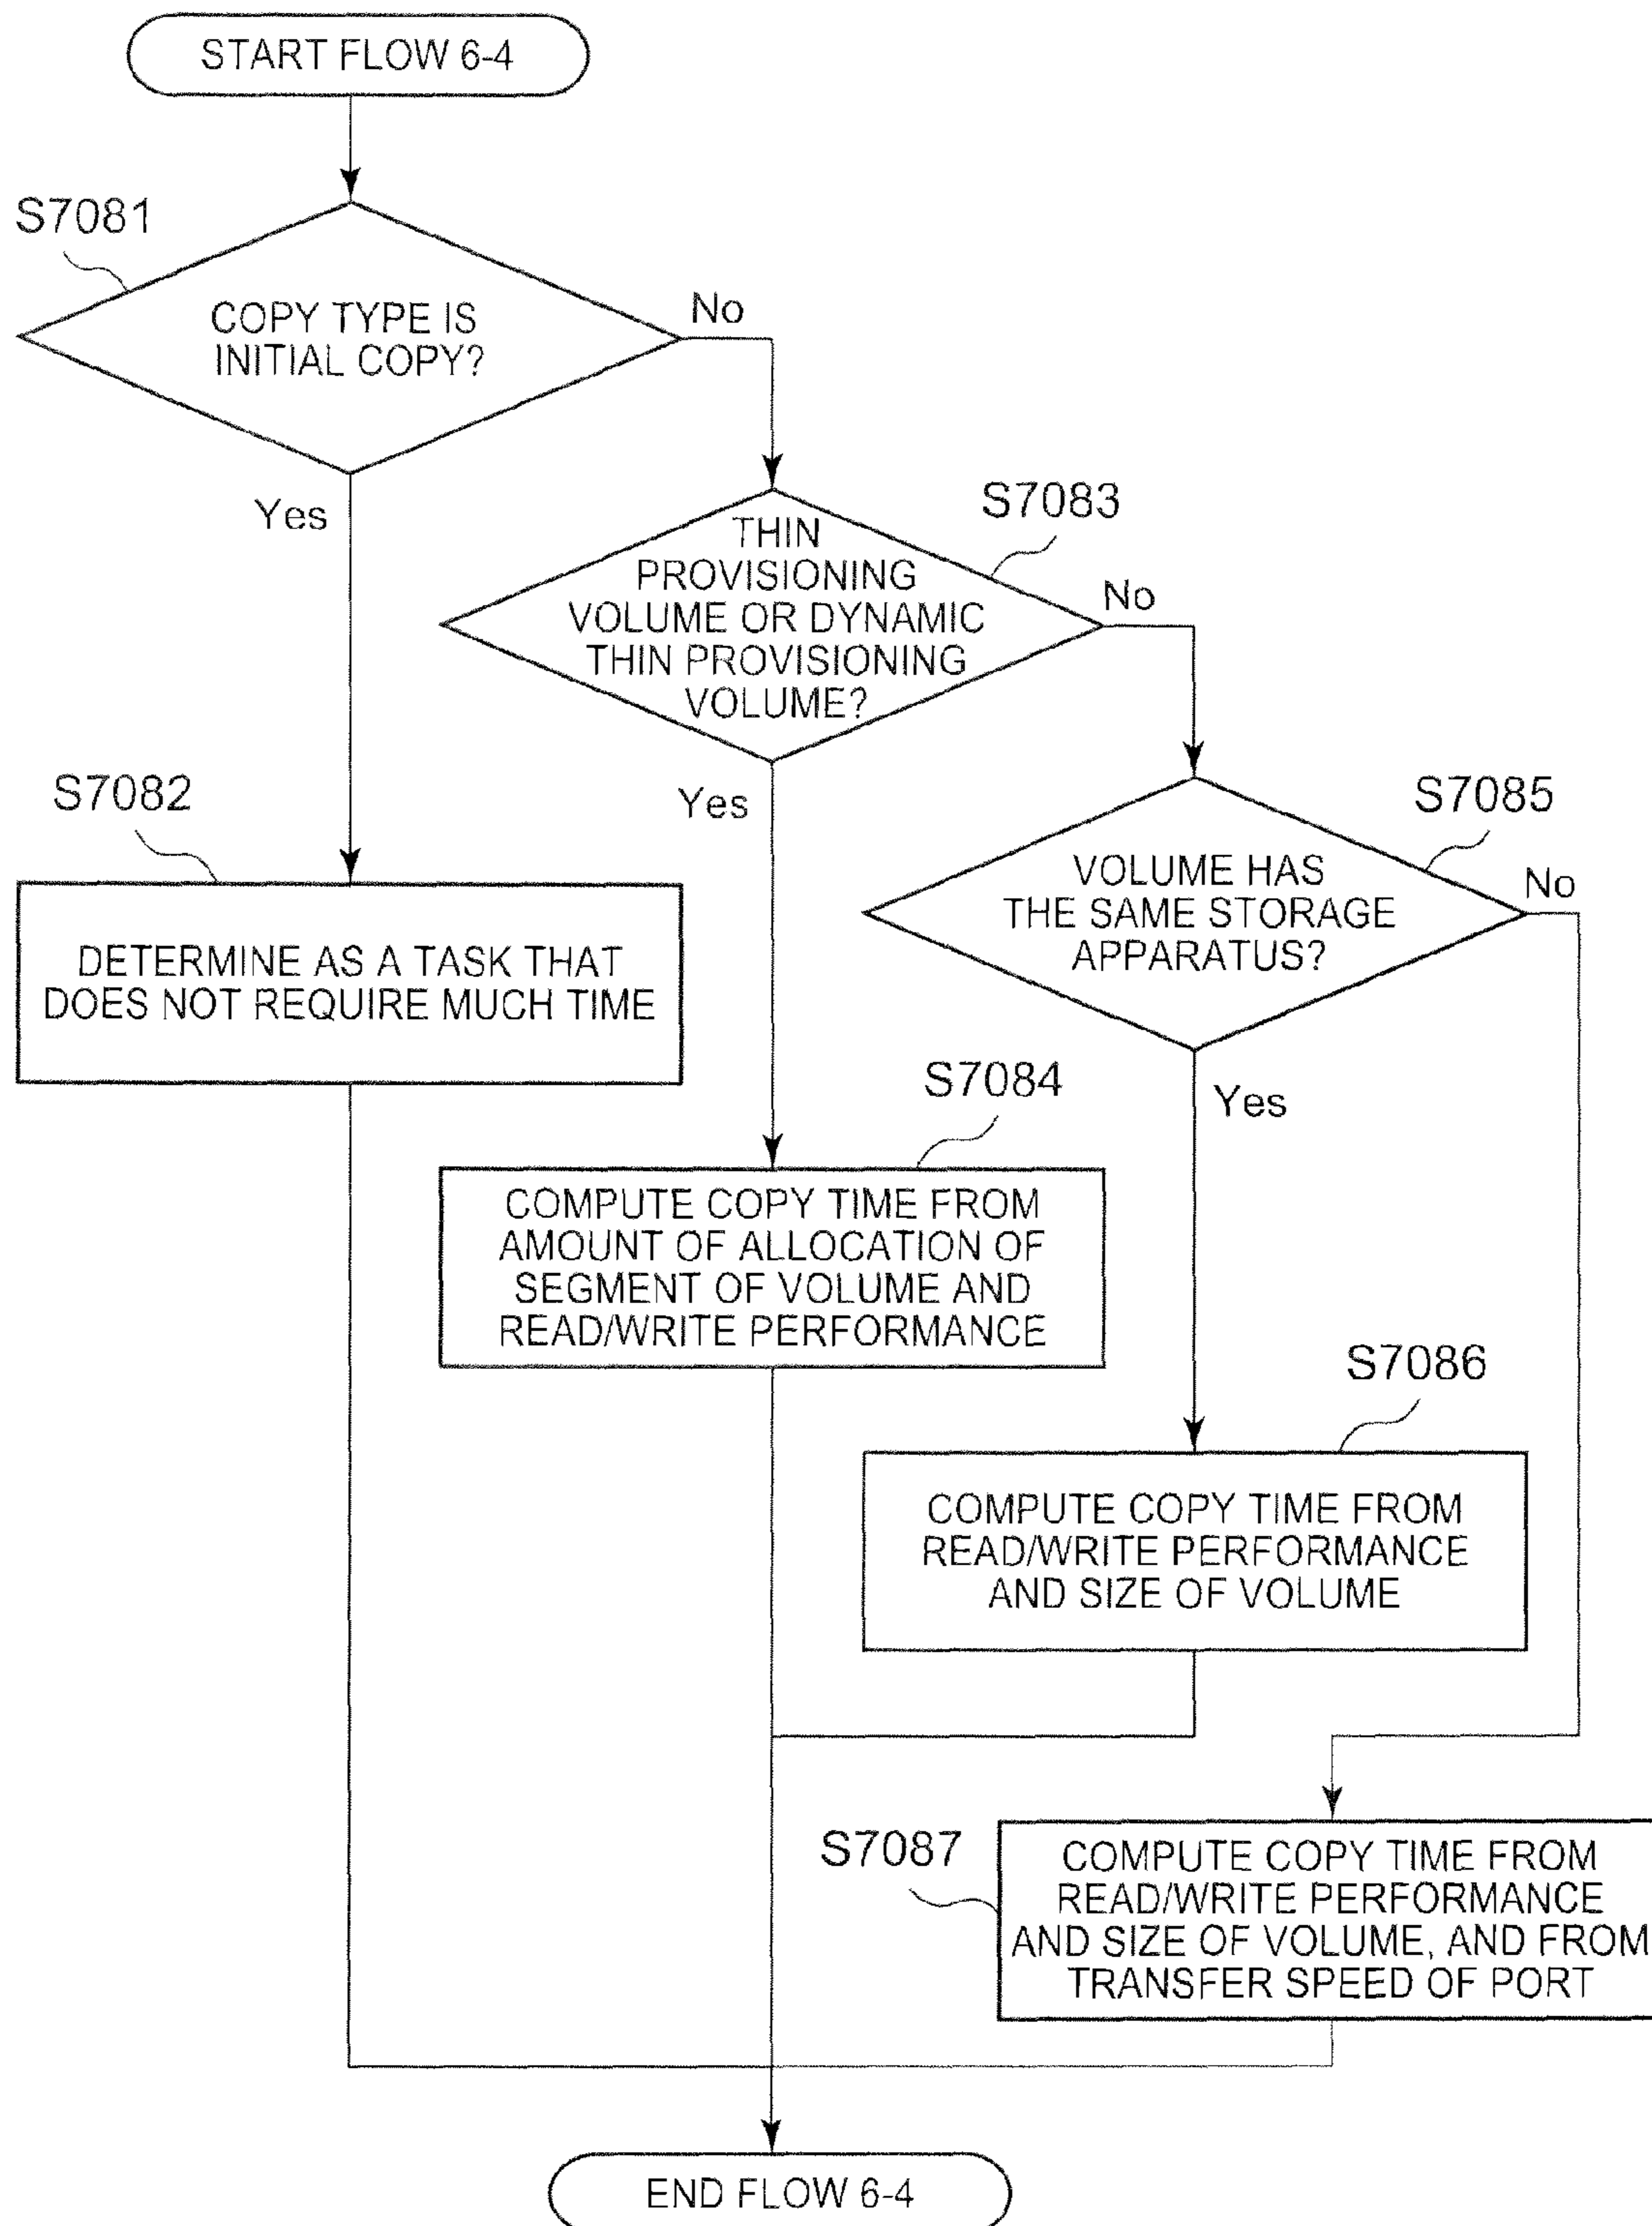 START FLOW 6-4
S7081
COPY TYPE IS
INITIAL COPY?
No
Yes
S7083
THIN
PROVISIONING
VOLUME OR DYNAMIC
THIN PROVISIONING
VOLUME?
No
Yes
S7082
DETERMINE AS A TASK THAT
DOES NOT REQUIRE MUCH TIME
S7085
VOLUME HAS
THE SAME STORAGE
APPARATUS?
No
Yes
S7084
COMPUTE COPY TIME FROM
AMOUNT OF ALLOCATION OF
SEGMENT OF VOLUME AND
READ/WRITE PERFORMANCE
S7086
COMPUTE COPY TIME FROM
READ/WRITE PERFORMANCE
AND SIZE OF VOLUME
S7087
COMPUTE COPY TIME FROM
READ/WRITE PERFORMANCE
AND SIZE OF VOLUME, AND FROM
TRANSFER SPEED OF PORT
END FLOW 6-4